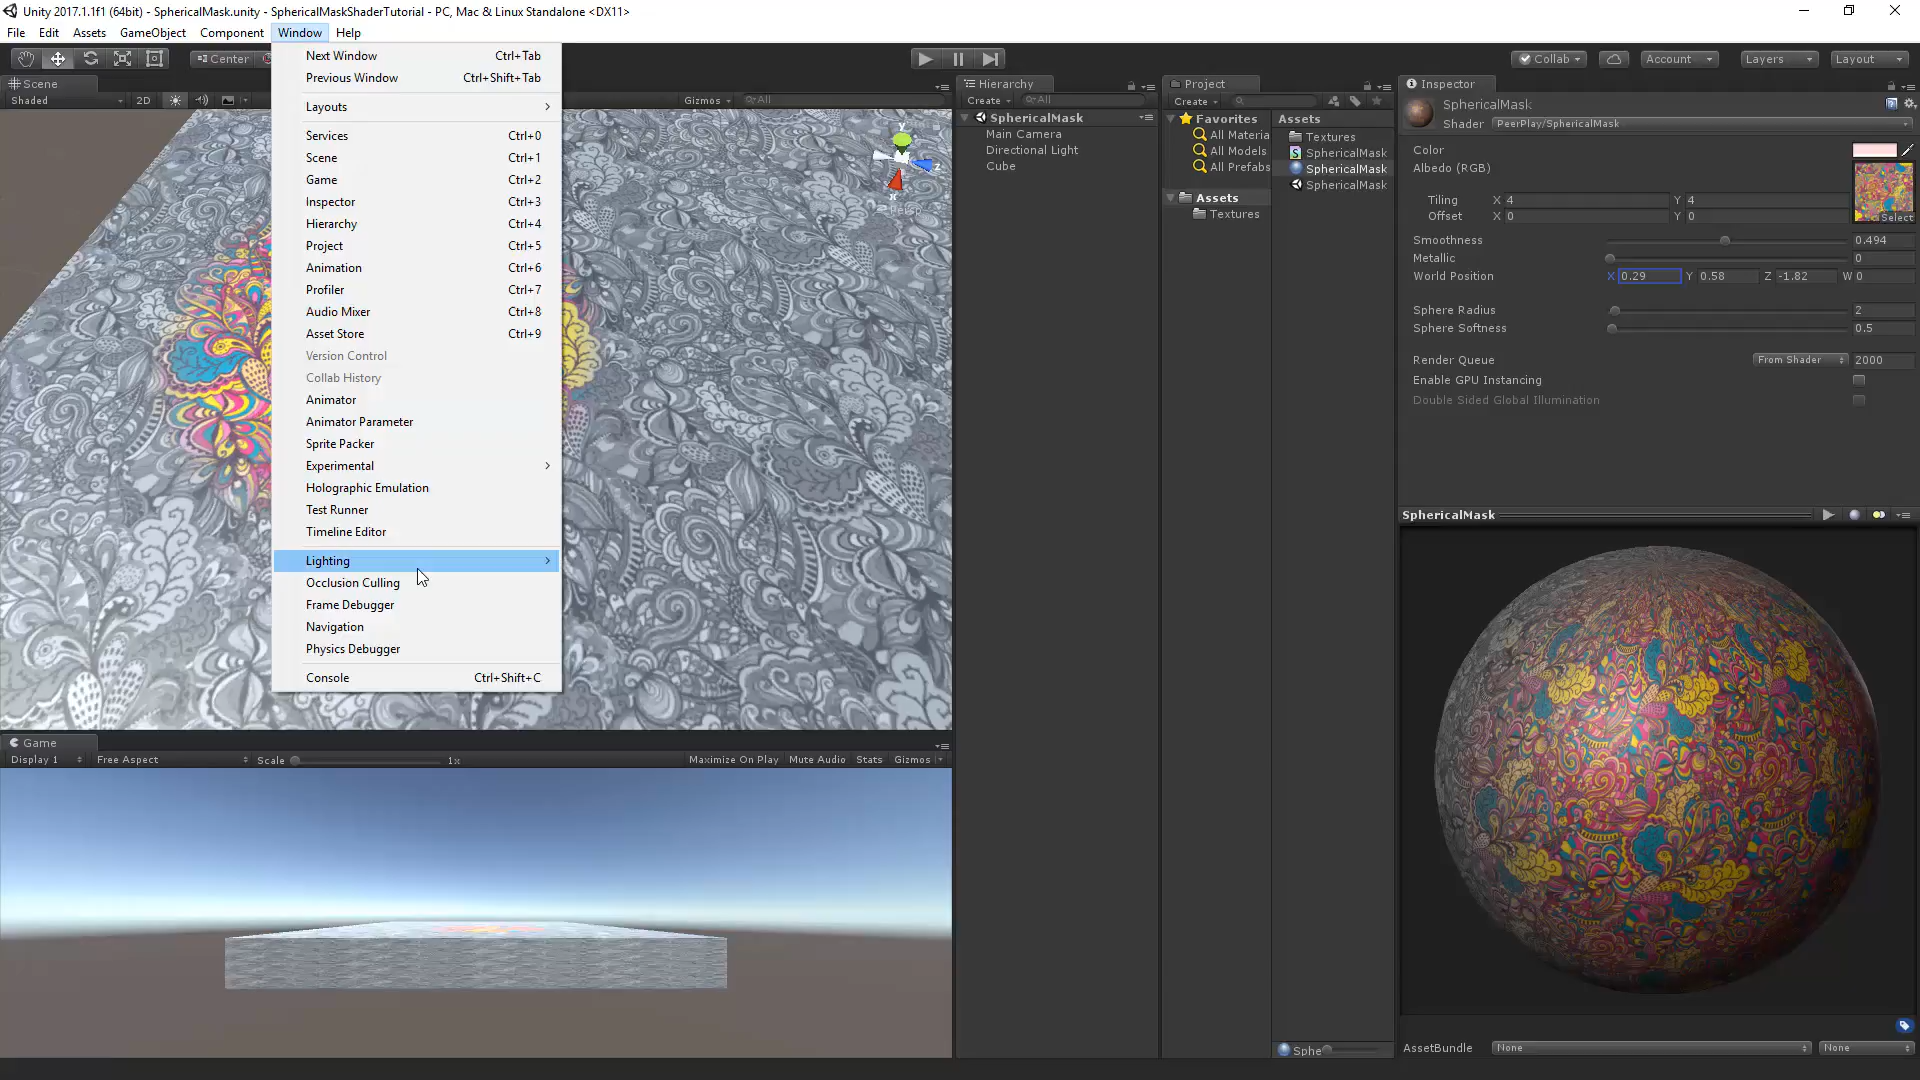 Unity 2017.1.1f1 (64bit) - SphericalMask.unity - SphericalMaskShaderTutorial - PC, Mac & Linux Standalone <DX11>
File Edit Assets GameObject Component Window Help
Center
Collab Account Layers Layout
Scene
Shaded 2D Gizmos All
y
z
x
Persp
Next Window Ctrl+Tab
Previous Window Ctrl+Shift+Tab
Layouts
Services Ctrl+0
Scene Ctrl+1
Game Ctrl+2
Inspector Ctrl+3
Hierarchy Ctrl+4
Project Ctrl+5
Animation Ctrl+6
Profiler Ctrl+7
Audio Mixer Ctrl+8
Asset Store Ctrl+9
Version Control
Collab History
Animator
Animator Parameter
Sprite Packer
Experimental
Holographic Emulation
Test Runner
Timeline Editor
Lighting
Occlusion Culling
Frame Debugger
Navigation
Physics Debugger
Console Ctrl+Shift+C
Game
Display 1 Free Aspect Scale 1x Maximize On Play Mute Audio Stats Gizmos
Hierarchy
Create All
SphericalMask
Main Camera
Directional Light
Cube
Project
Create
Favorites
All Materia
All Models
All Prefabs
Assets
Textures
Assets
Textures
SphericalMask
SphericalMask
SphericalMask
Sphe
Inspector
SphericalMask
Shader PeerPlay/SphericalMask
Color
Albedo (RGB)
Tiling X 4 Y 4
Offset X 0 Y 0
Select
Smoothness 0.494
Metallic 0
World Position X 0.29 Y 0.58 Z -1.82 W 0
Sphere Radius 2
Sphere Softness 0.5
Render Queue From Shader 2000
Enable GPU Instancing
Double Sided Global Illumination
SphericalMask
AssetBundle None None